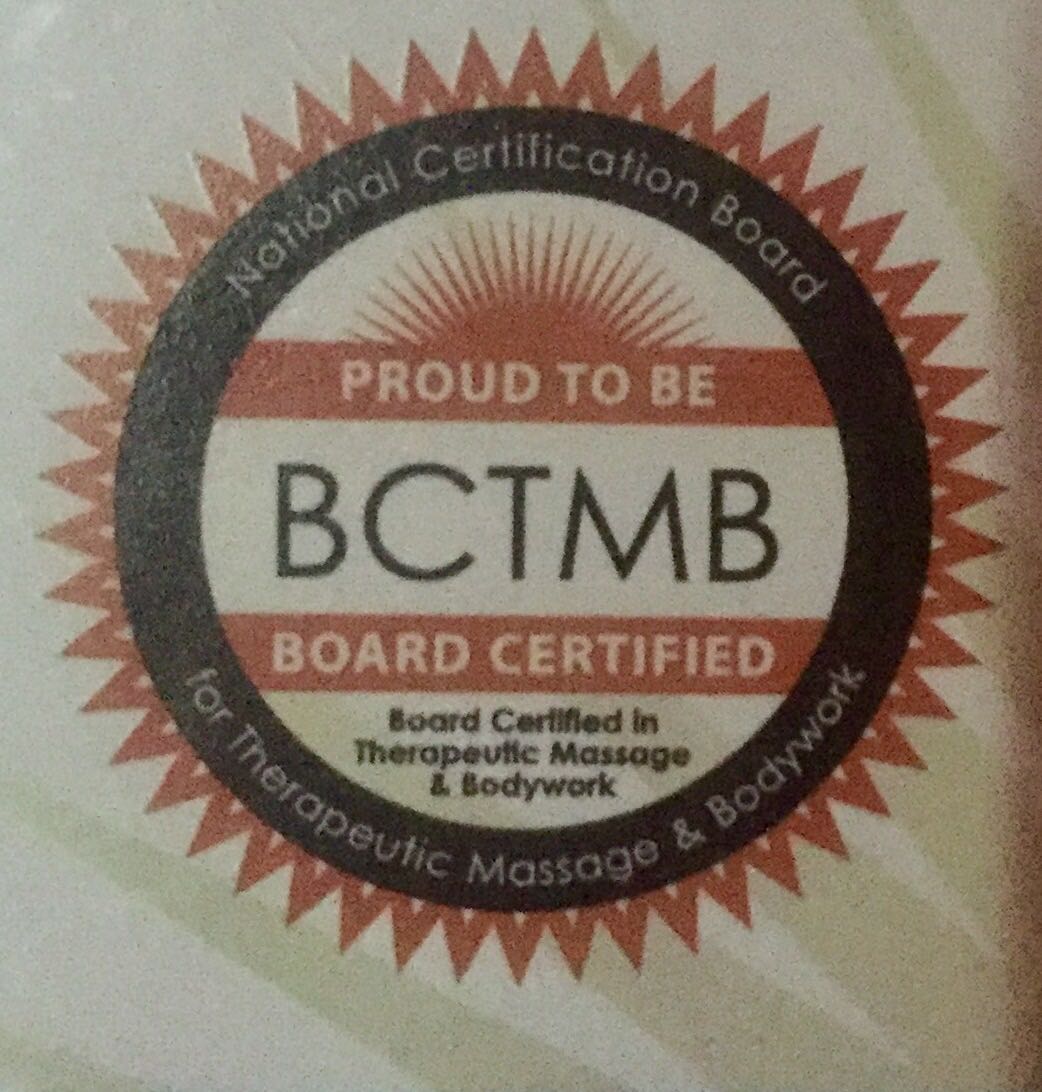 National Certification Board
PROUD TO BE
BCTMB
BOARD CERTIFIED
Board Certified in
Therapeutic Massage
& Bodywork
for Therapeutic Massage & Bodywork